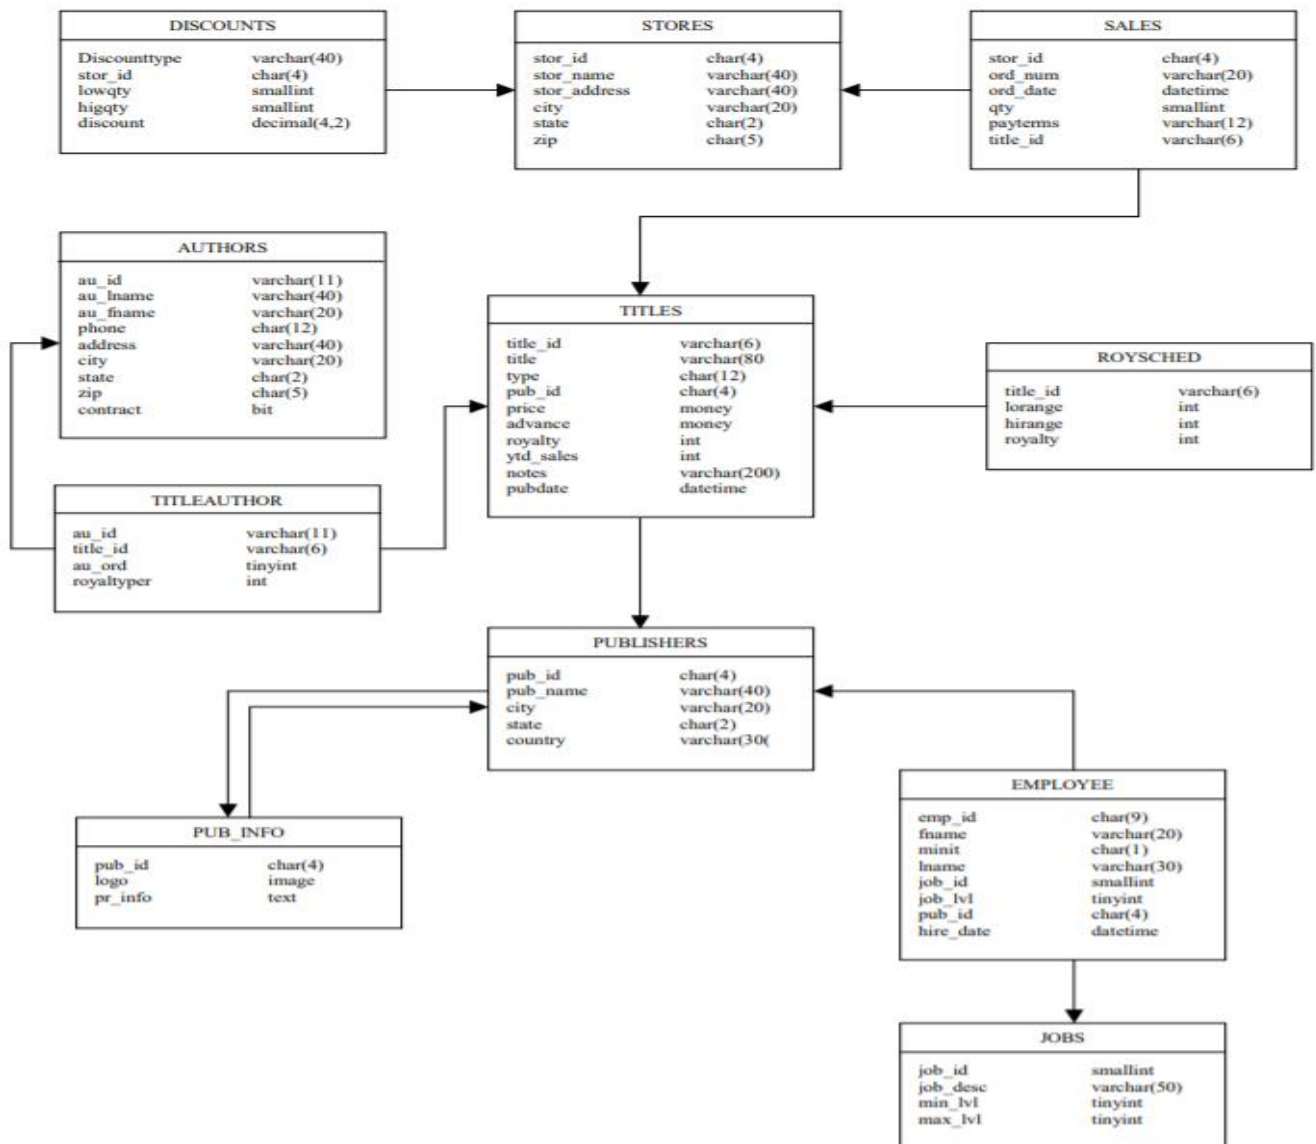 DISCOUNTS
Discounttype varchar(40)
stor_id char(4)
lowqty smallint
higqty smallint
discount decimal(4,2)
STORES
stor_id char(4)
stor_name varchar(40)
stor_address varchar(40)
city varchar(20)
state char(2)
zip char(5)
SALES
stor_id char(4)
ord_num varchar(20)
ord_date datetime
qty smallint
payterms varchar(12)
title_id varchar(6)
AUTHORS
au_id varchar(11)
au_lname varchar(40)
au_fname varchar(20)
phone char(12)
address varchar(40)
city varchar(20)
state char(2)
zip char(5)
contract bit
TITLES
title_id varchar(6)
title varchar(80
type char(12)
pub_id char(4)
price money
advance money
royalty int
ytd_sales int
notes varchar(200)
pubdate datetime
ROYSCHED
title_id varchar(6)
lorange int
hirange int
royalty int
TITLEAUTHOR
au_id varchar(11)
title_id varchar(6)
au_ord tinyint
royaltyper int
PUBLISHERS
pub_id char(4)
pub_name varchar(40)
city varchar(20)
state char(2)
country varchar(30(
PUB_INFO
pub_id char(4)
logo image
pr_info text
EMPLOYEE
emp_id char(9)
fname varchar(20)
minit char(1)
lname varchar(30)
job_id smallint
job_lvl tinyint
pub_id char(4)
hire_date datetime
JOBS
job_id smallint
job_desc varchar(50)
min_lvl tinyint
max_lvl tinyint